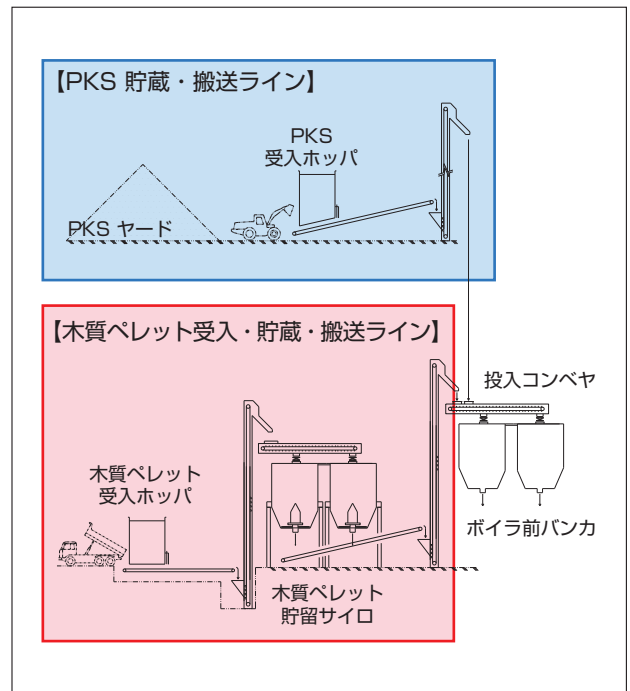 【PKS 貯蔵・搬送ライン】
PKS
受入ホッパ
PKS ヤード
【木質ペレット受入・貯蔵・搬送ライン】
投入コンベヤ
木質ペレット
受入ホッパ
ボイラ前バンカ
木質ペレット
貯留サイロ